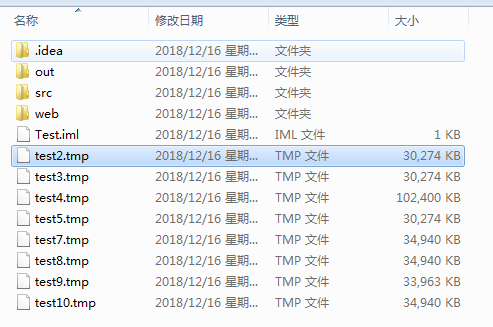 名称 修改日期 类型 大小
.idea 2018/12/16 星期... 文件夹
out 2018/12/16 星期... 文件夹
src 2018/12/16 星期... 文件夹
web 2018/12/16 星期... 文件夹
Test.iml 2018/12/16 星期... IML 文件 1 KB
test2.tmp 2018/12/16 星期... TMP 文件 30,274 KB
test3.tmp 2018/12/16 星期... TMP 文件 30,274 KB
test4.tmp 2018/12/16 星期... TMP 文件 102,400 KB
test5.tmp 2018/12/16 星期... TMP 文件 30,274 KB
test7.tmp 2018/12/16 星期... TMP 文件 34,940 KB
test8.tmp 2018/12/16 星期... TMP 文件 34,940 KB
test9.tmp 2018/12/16 星期... TMP 文件 33,963 KB
test10.tmp 2018/12/16 星期... TMP 文件 34,940 KB